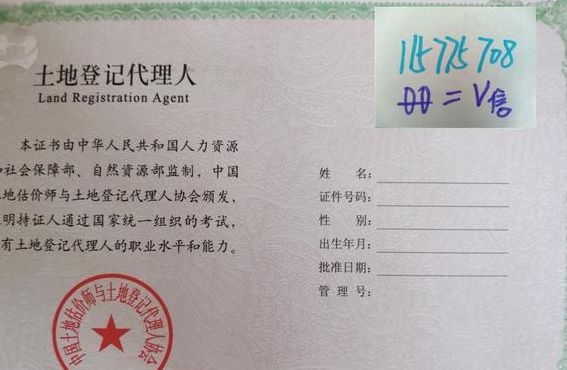 土地登记代理人
Land Registration Agent
本证书由中华人民共和国人力资源
社会保障部、自然资源部监制,中国
地估价师与土地登记代理人协会颁发,
明持证人通过国家统一组织的考试,
有土地登记代理人的职业水平和能力。
中国土地估价师与土地登记代理人协会
115775708
= V信
姓 名:
证件号码:
性 别:
出生年月:
批准日期:
管 理 号: